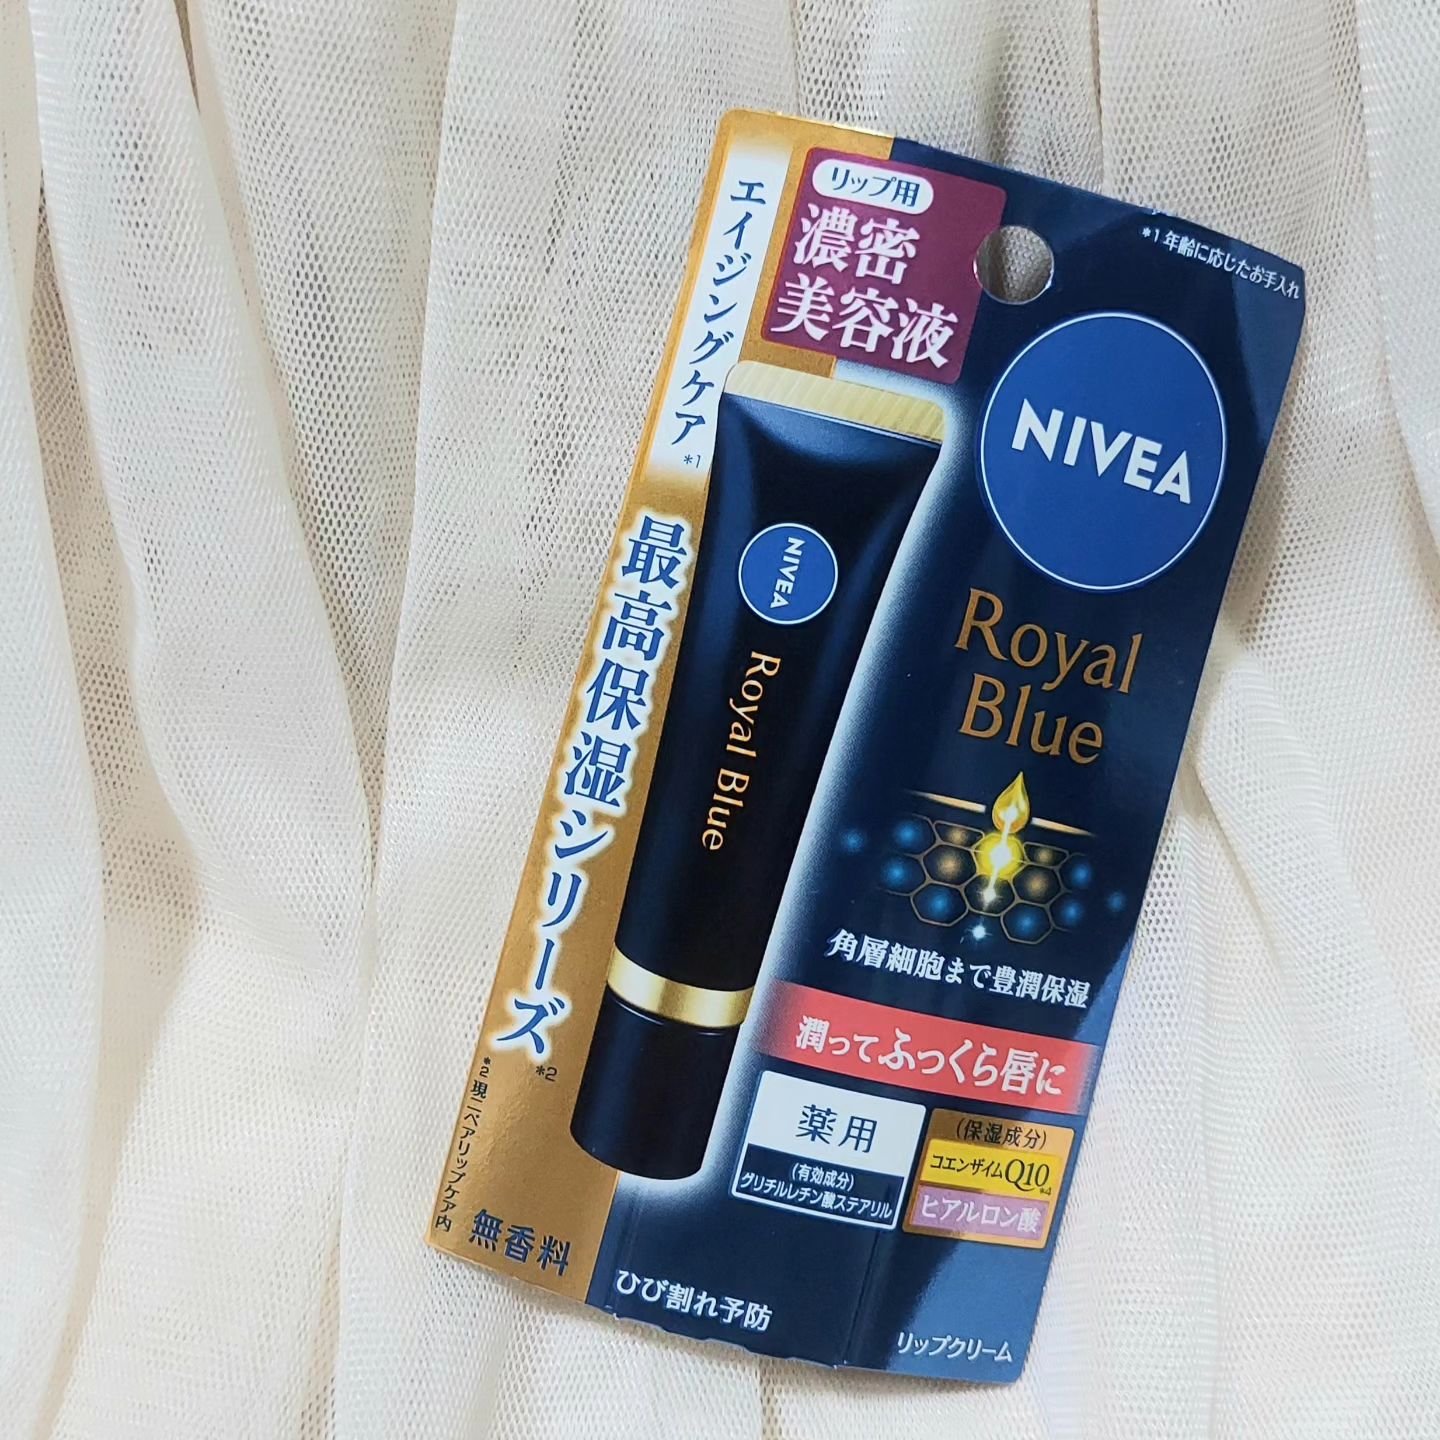 エイジングケア*1
最高保湿シリーズ*2
*2 現ニベアリップケア内
無香料
リップ用
濃密
美容液
*1 年齢に応じたお手入れ
NIVEA
NIVEA
Royal Blue
Royal
Blue
角層細胞まで豊潤保湿
潤ってふっくら唇に
薬用
(有効成分)
グリチルレチン酸ステアリル
(保湿成分)
コエンザイムQ10*4
ヒアルロン酸
ひび割れ予防
リップクリーム